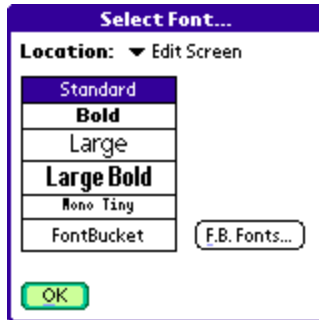 Select Font...
Location: Edit Screen
Standard
Bold
Large
Large Bold
Mono Tiny
FontBucket
F.B. Fonts...
OK